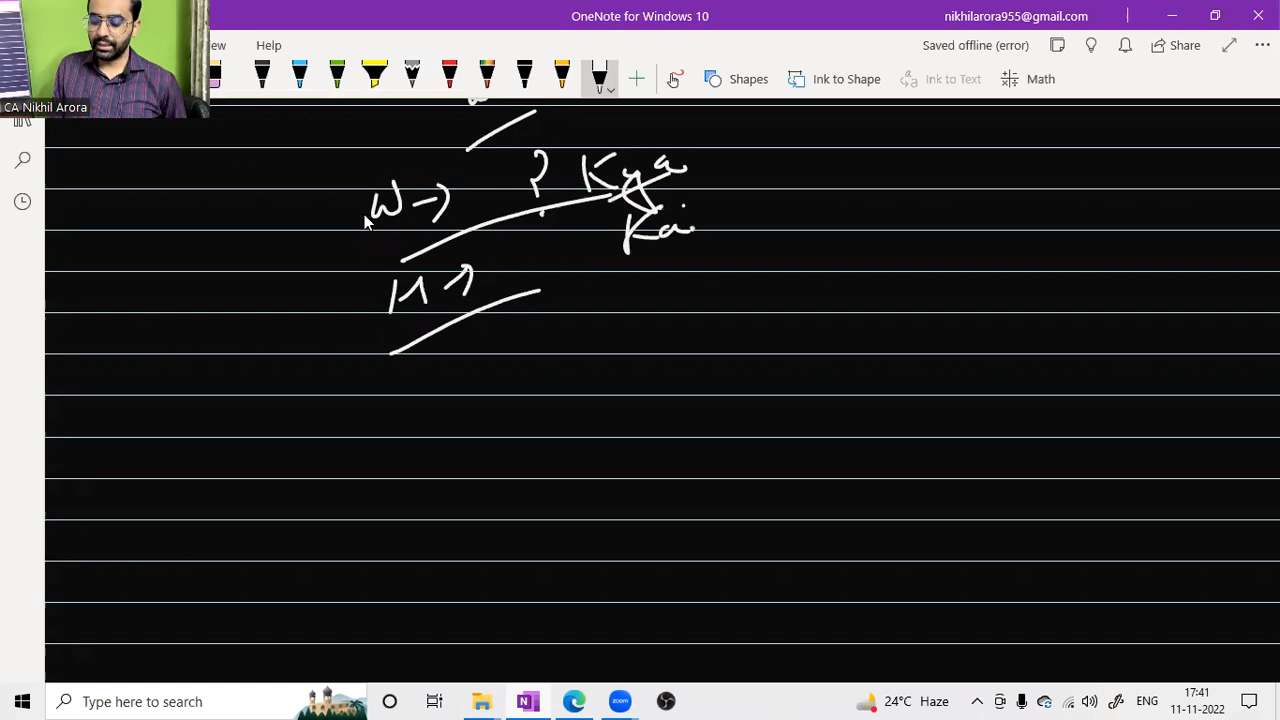 OneNote for Windows 10
nikhilarora955@gmail.com
ew Help
Saved offline (error)
Share
Shapes
Ink to Shape
Ink to Text
Math
CA Nikhil Arora
W → ? Kya
Kai
H →
Type here to search
zoom
24°C Haze
ENG
17:41
11-11-2022